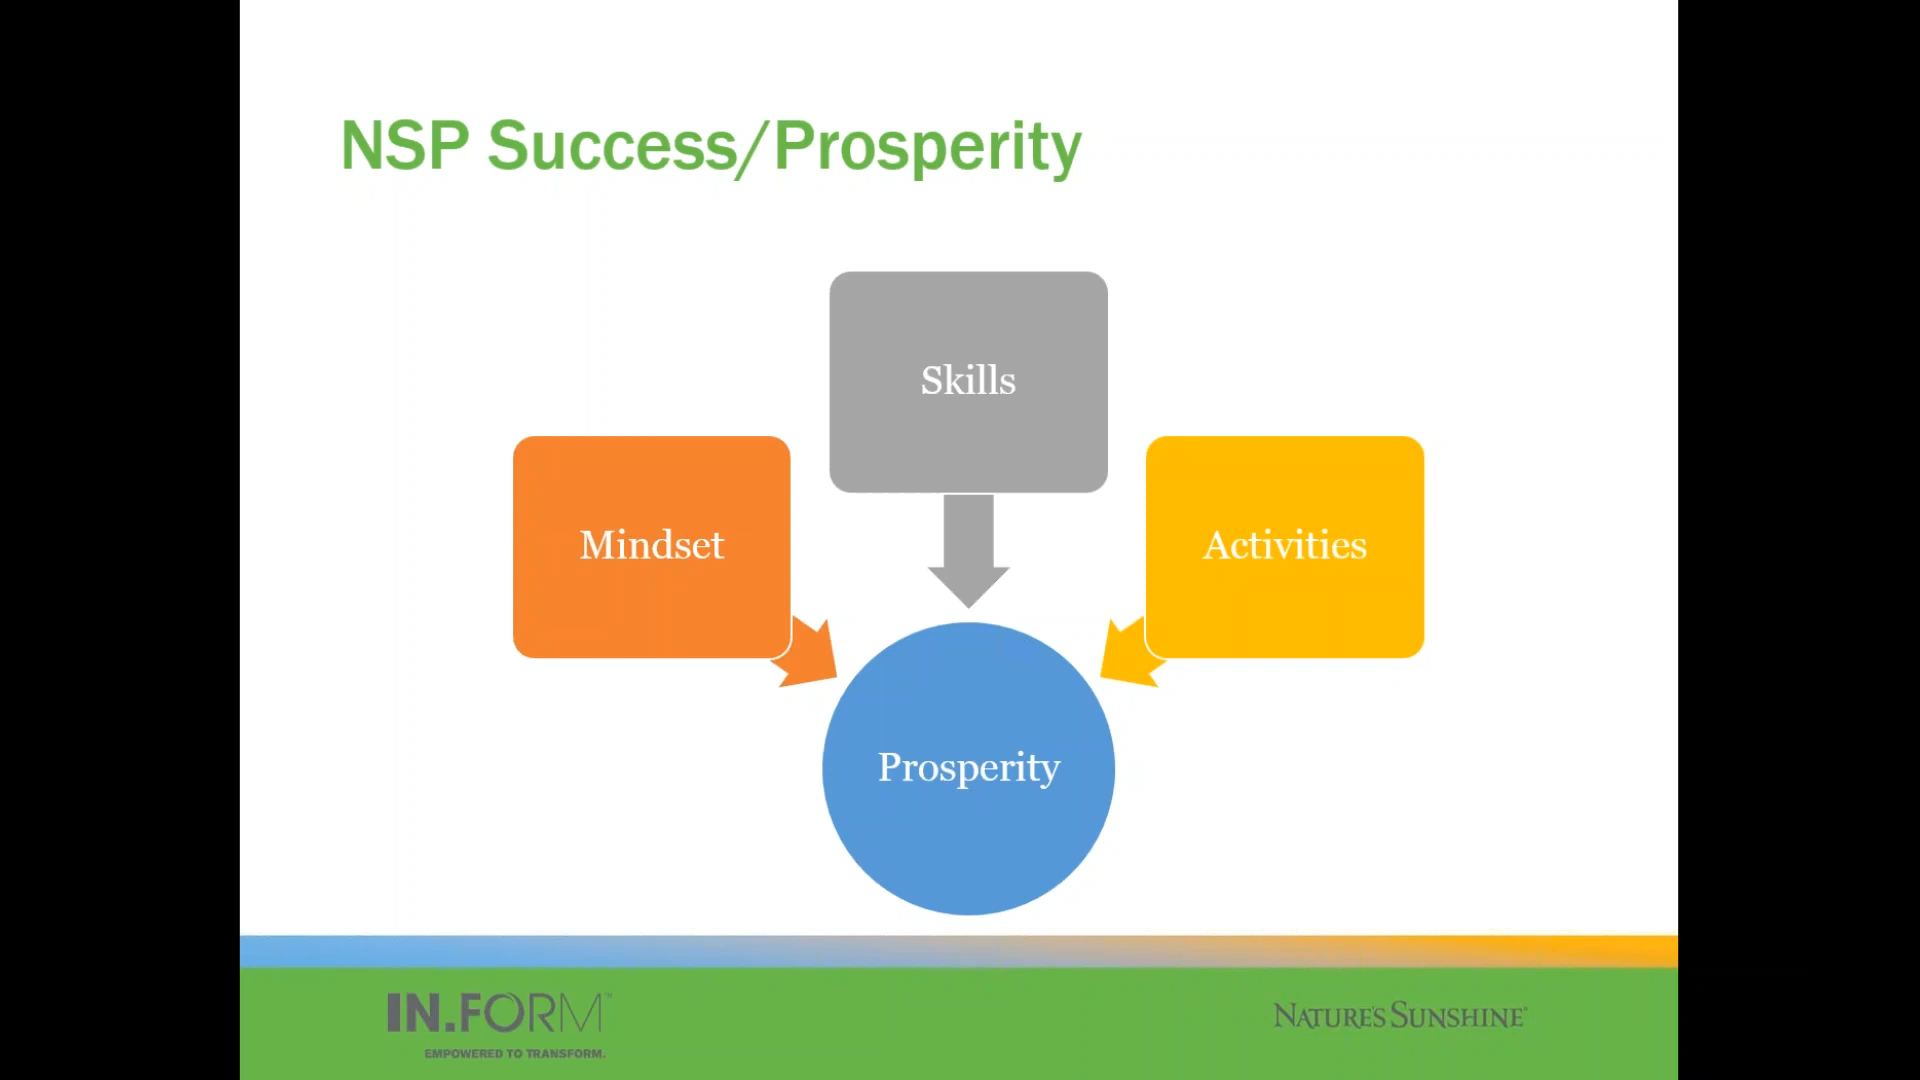 NSP Success/Prosperity
Skills
Mindset
Activities
Prosperity
IN.FORM™
EMPOWERED TO TRANSFORM.
NATURE'S SUNSHINE®